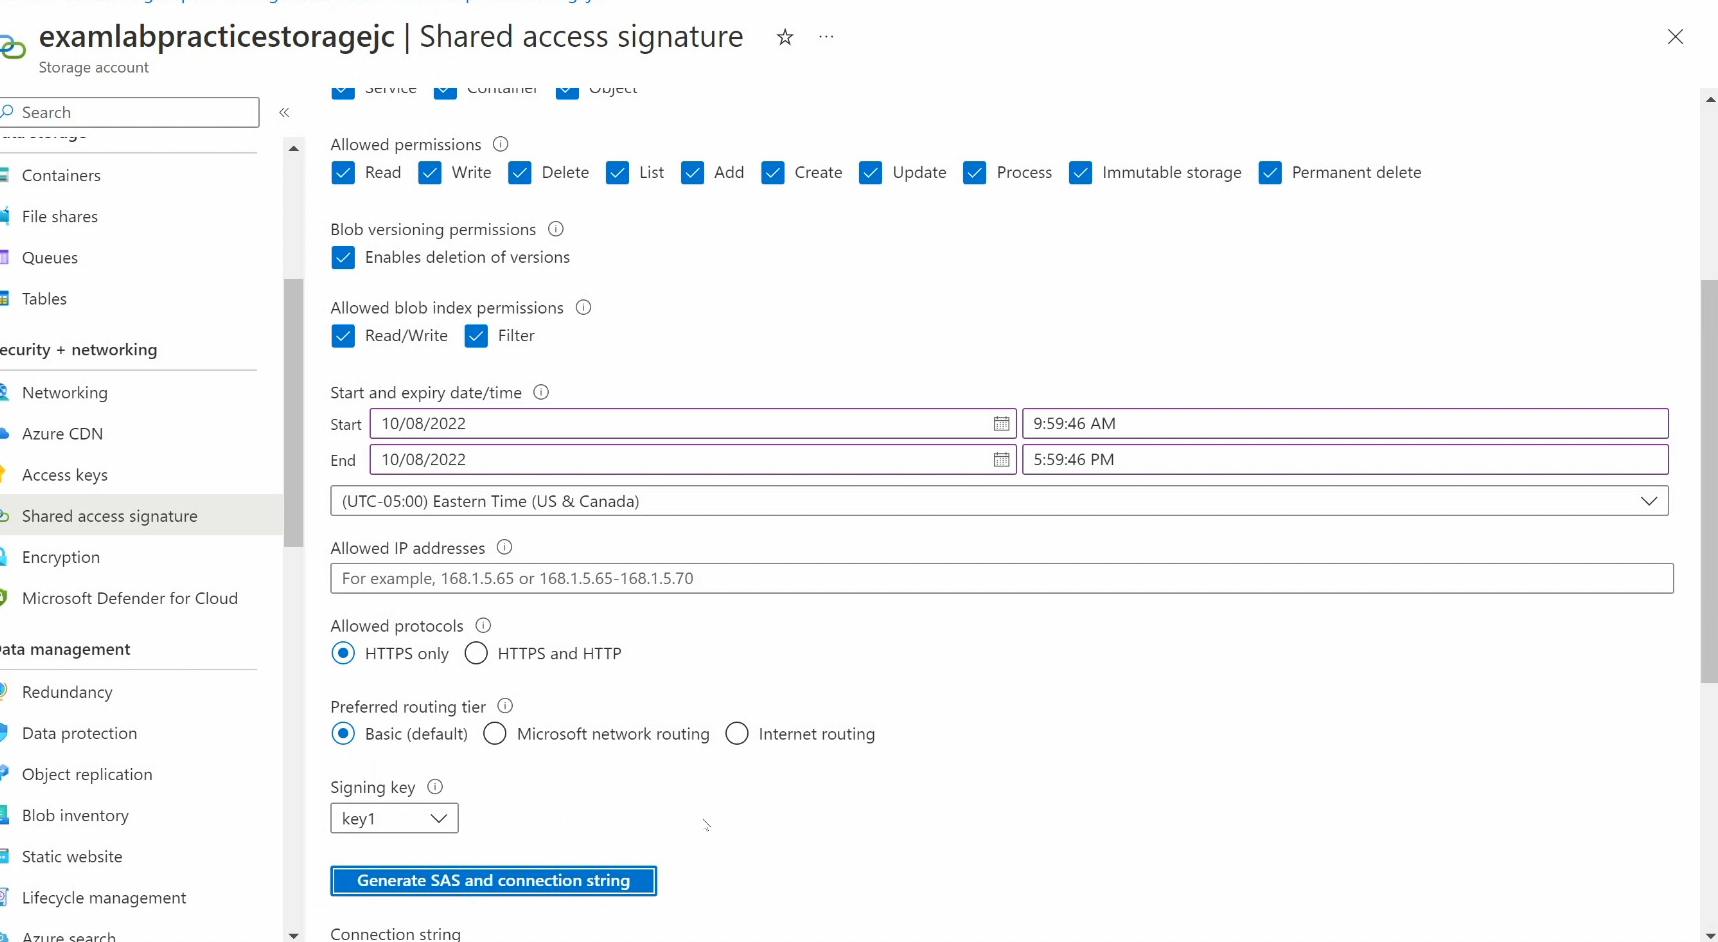 examlabpracticestoragejc | Shared access signature
Storage account
Search
Containers
File shares
Queues
Tables
ecurity + networking
Networking
Azure CDN
Access keys
Shared access signature
Encryption
Microsoft Defender for Cloud
ata management
Redundancy
Data protection
Object replication
Blob inventory
Static website
Lifecycle management
Azure search
Service Container Object
Allowed permissions
Read Write Delete List Add Create Update Process Immutable storage Permanent delete
Blob versioning permissions
Enables deletion of versions
Allowed blob index permissions
Read/Write Filter
Start and expiry date/time
Start 10/08/2022 9:59:46 AM
End 10/08/2022 5:59:46 PM
(UTC-05:00) Eastern Time (US & Canada)
Allowed IP addresses
For example, 168.1.5.65 or 168.1.5.65-168.1.5.70
Allowed protocols
HTTPS only HTTPS and HTTP
Preferred routing tier
Basic (default) Microsoft network routing Internet routing
Signing key
key1
Generate SAS and connection string
Connection string